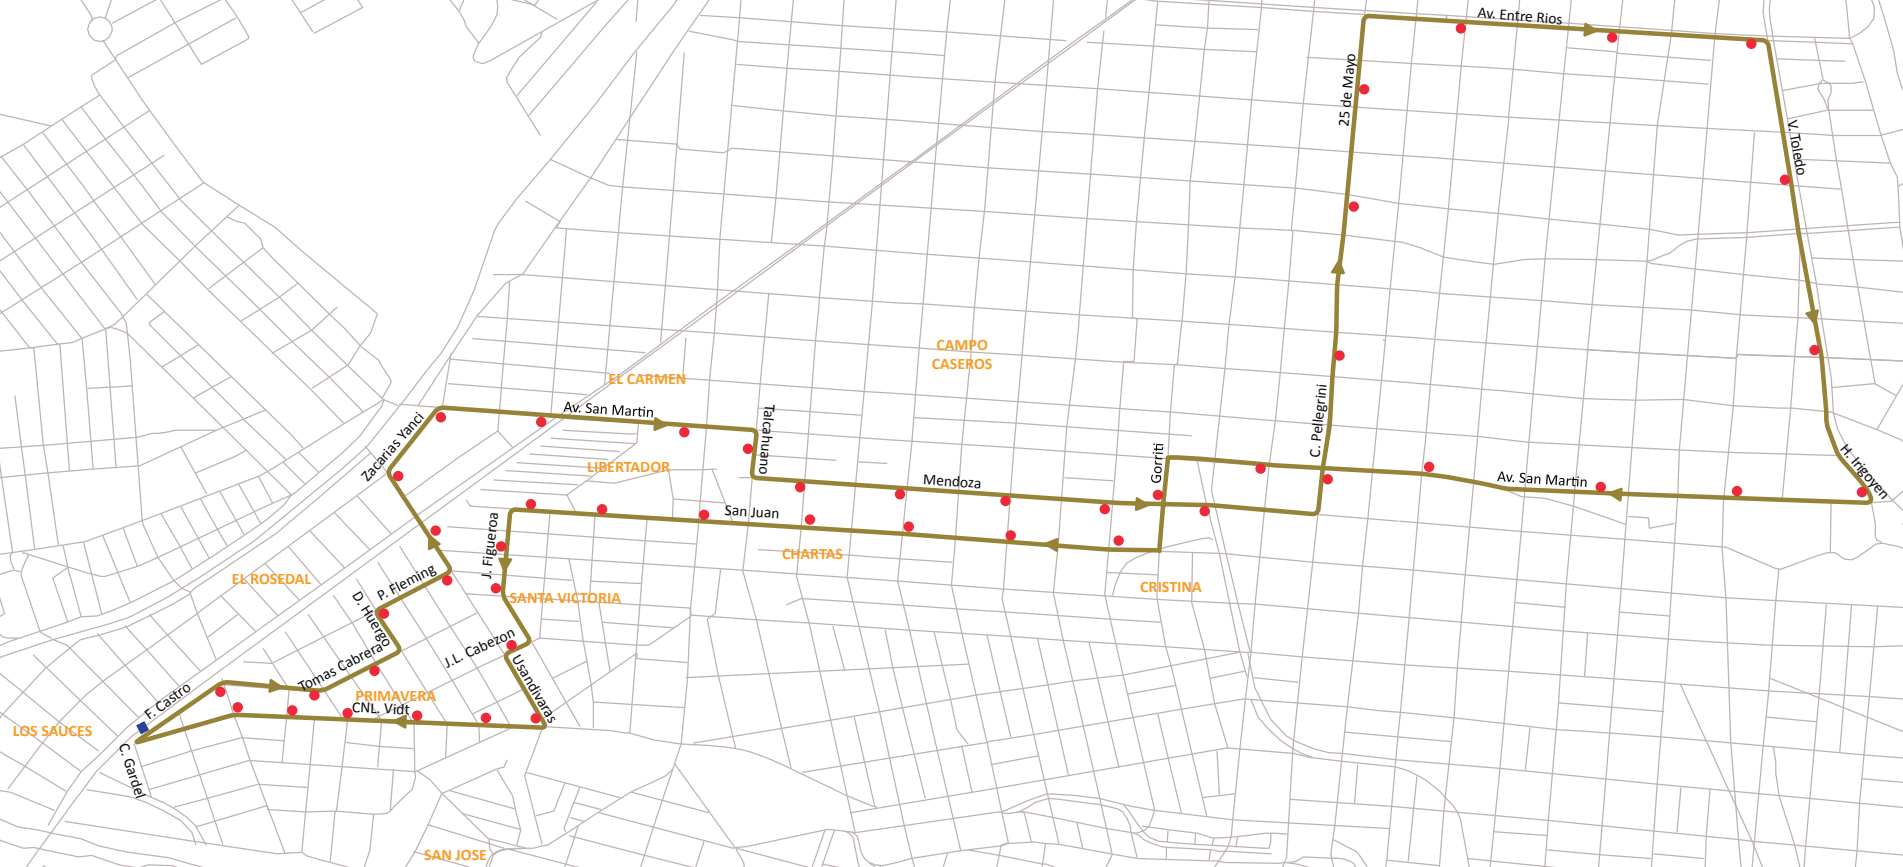 Av. Entre Rios
25 de Mayo
V. Toledo
CAMPO
CASEROS
EL CARMEN
Av. San Martin
Talcahuano
Zacarias Yanci
C. Pellegrini
Gorriti
H. Irigoyen
LIBERTADOR
Mendoza
Av. San Martin
San Juan
J. Figueroa
CHARTAS
EL ROSEDAL
P. Fleming
CRISTINA
SANTA VICTORIA
D. Huergo
J.L. Cabezon
Tomas Cabrera
Usandivaras
PRIMAVERA
F. Castro
CNL. Vidt
LOS SAUCES
C. Gardel
SAN JOSE